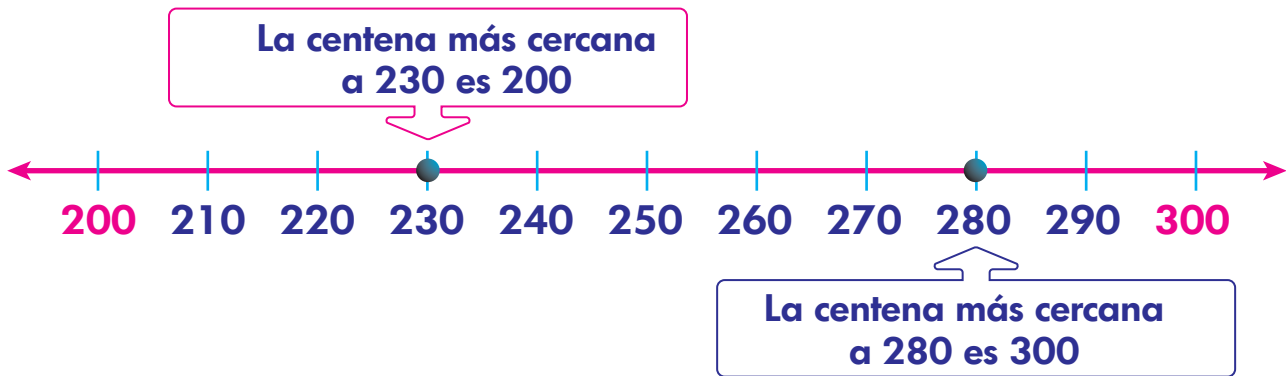 La centena más cercana
a 230 es 200
200 210 220 230 240 250 260 270 280 290 300
La centena más cercana
a 280 es 300